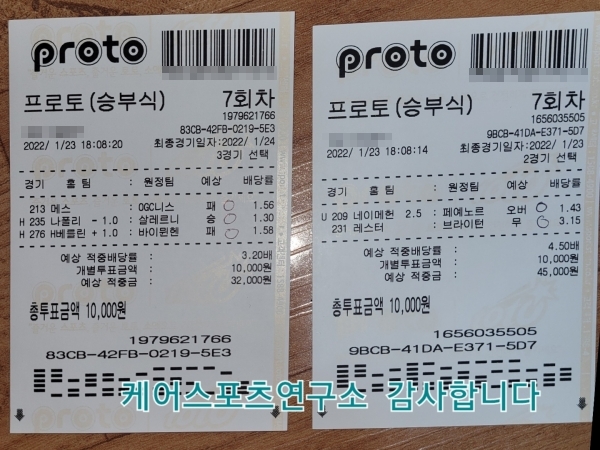 proto
프로토(승부식) 7회차
1979621766
83CB-42FB-0219-5E3
2022/ 1/23 18:08:20 최종경기일자:2022/ 1/24
3경기 선택
경기 홈팀 : 원정팀 예상 배당률
213 메스 : OGC니스 패 1.56
H 235 나폴리 - 1.0 : 살레르니 승 1.30
H 276 H베를린 + 1.0 : 바이뮌헨 패 1.58
예상 적중배당률 : 3.20배
개별투표금액 : 10,000원
예상 적중금 : 32,000원
총투표금액 10,000원
1979621766
83CB-42FB-0219-5E3
proto
프로토(승부식) 7회차
1656035505
9BCB-41DA-E371-5D7
2022/ 1/23 18:08:14 최종경기일자:2022/ 1/23
2경기 선택
경기 홈팀 : 원정팀 예상 배당률
U 209 네이메헌 2.5 : 페예노르 오버 1.43
231 레스터 : 브라이턴 무 3.15
예상 적중배당률 : 4.50배
개별투표금액 : 10,000원
예상 적중금 : 45,000원
총투표금액 10,000원
1656035505
9BCB-41DA-E371-5D7
케어스포츠연구소 감사합니다